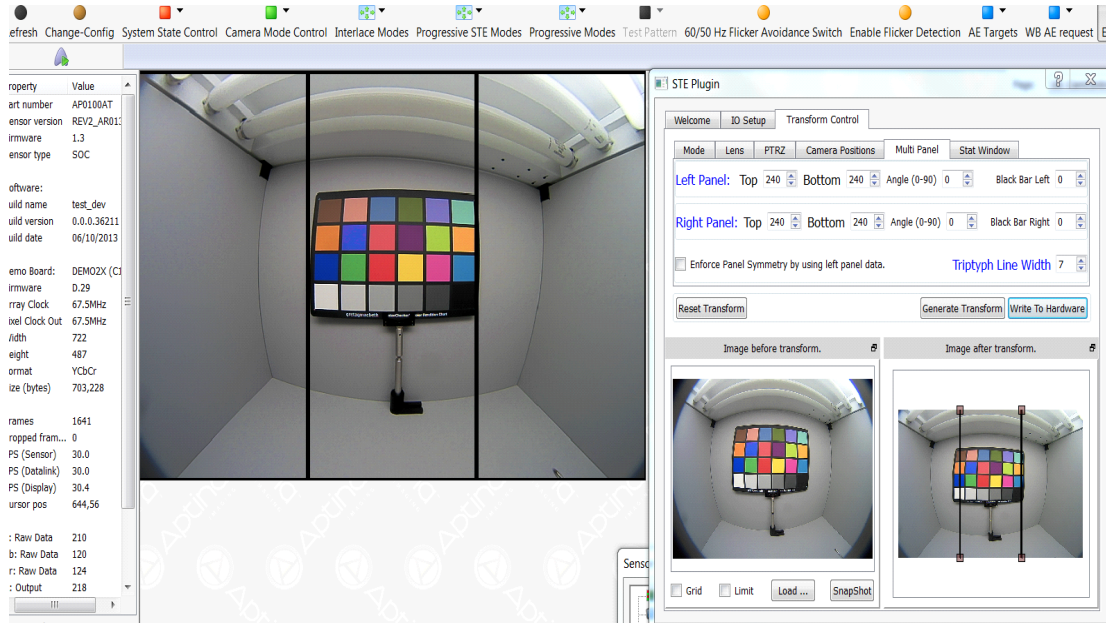 efresh Change-Config System State Control Camera Mode Control Interlace Modes Progressive STE Modes Progressive Modes Test Pattern 60/50 Hz Flicker Avoidance Switch Enable Flicker Detection AE Targets WB AE request E
roperty Value
art number AP0100AT
ensor version REV2_AR013
irmware 1.3
ensor type SOC
oftware:
uild name test_dev
uild version 0.0.0.36211
uild date 06/10/2013
emo Board: DEMO2X (C1
irmware D.29
rray Clock 67.5MHz
ixel Clock Out 67.5MHz
idth 722
eight 487
ormat YCbCr
ize (bytes) 703,228
rames 1641
ropped fram... 0
PS (Sensor) 30.0
PS (Datalink) 30.0
PS (Display) 30.4
ursor pos 644,56
: Raw Data 210
b: Raw Data 120
r: Raw Data 124
: Output 218
STE Plugin
Welcome IO Setup Transform Control
Mode Lens PTRZ Camera Positions Multi Panel Stat Window
Left Panel: Top 240 Bottom 240 Angle (0-90) 0 Black Bar Left 0
Right Panel: Top 240 Bottom 240 Angle (0-90) 0 Black Bar Right 0
Enforce Panel Symmetry by using left panel data. Triptyph Line Width 7
Reset Transform Generate Transform Write To Hardware
Image before transform. Image after transform.
Grid Limit Load ... SnapShot
Senso
Aptina